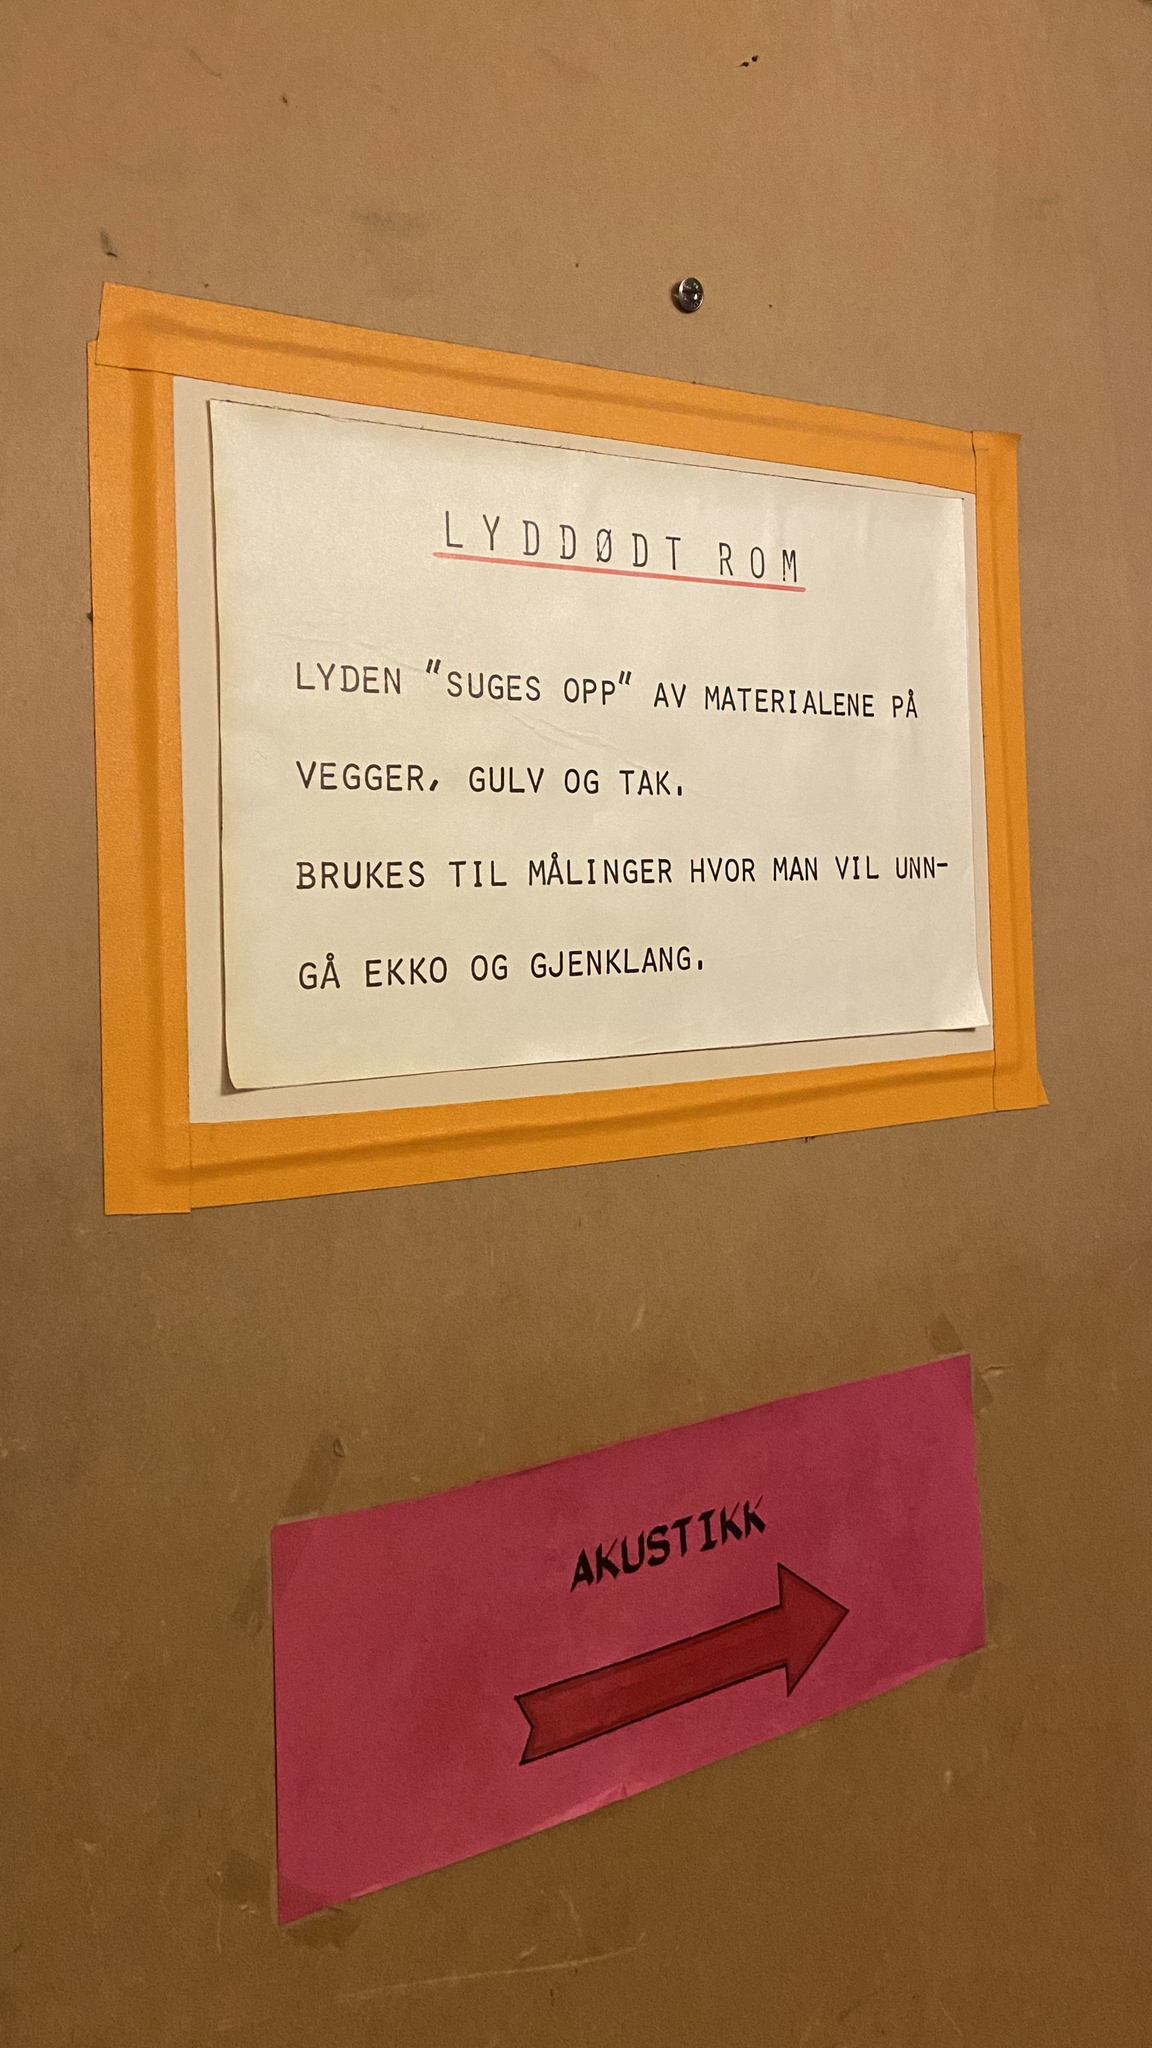 LYDDØDT ROM
LYDEN "SUGES OPP" AV MATERIALENE PÅ
VEGGER, GULV OG TAK.
BRUKES TIL MÅLINGER HVOR MAN VIL UNN-
GÅ EKKO OG GJENKLANG.
AKUSTIKK